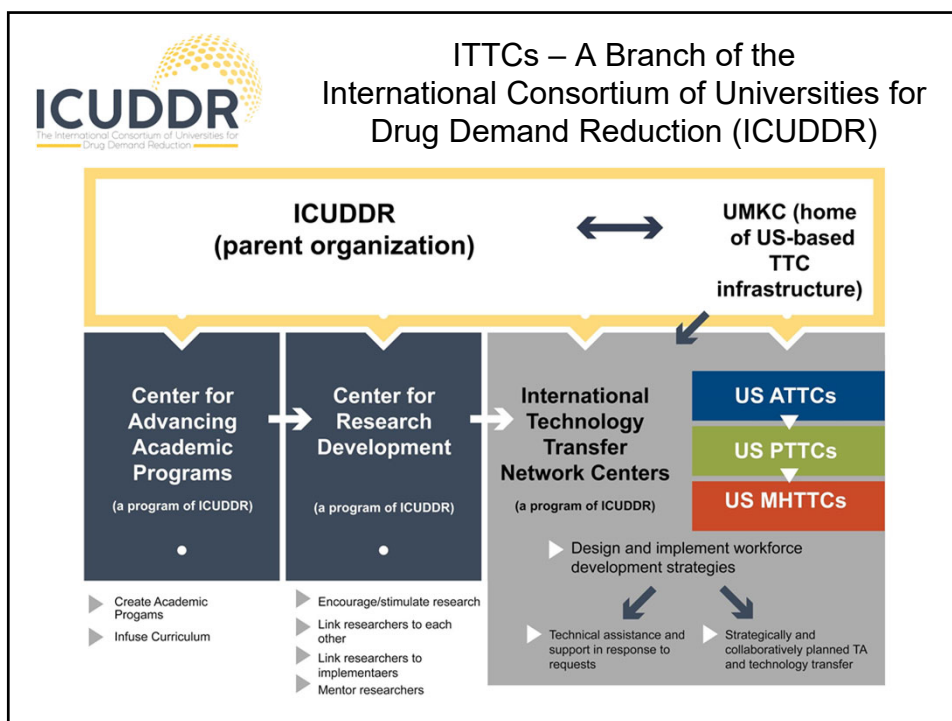 ICUDDR
The International Consortium of Universities for
Drug Demand Reduction
ITTCs – A Branch of the
International Consortium of Universities for
Drug Demand Reduction (ICUDDR)
ICUDDR
(parent organization)
UMKC (home
of US-based
TTC
infrastructure)
Center for
Advancing
Academic
Programs
(a program of ICUDDR)
Create Academic
Progams
Infuse Curriculum
Center for
Research
Development
(a program of ICUDDR)
Encourage/stimulate research
Link researchers to each
other
Link researchers to
implementaers
Mentor researchers
International
Technology
Transfer
Network Centers
(a program of ICUDDR)
US ATTCs
US PTTCs
US MHTTCs
Design and implement workforce
development strategies
Technical assistance and
support in response to
requests
Strategically and
collaboratively planned TA
and technology transfer